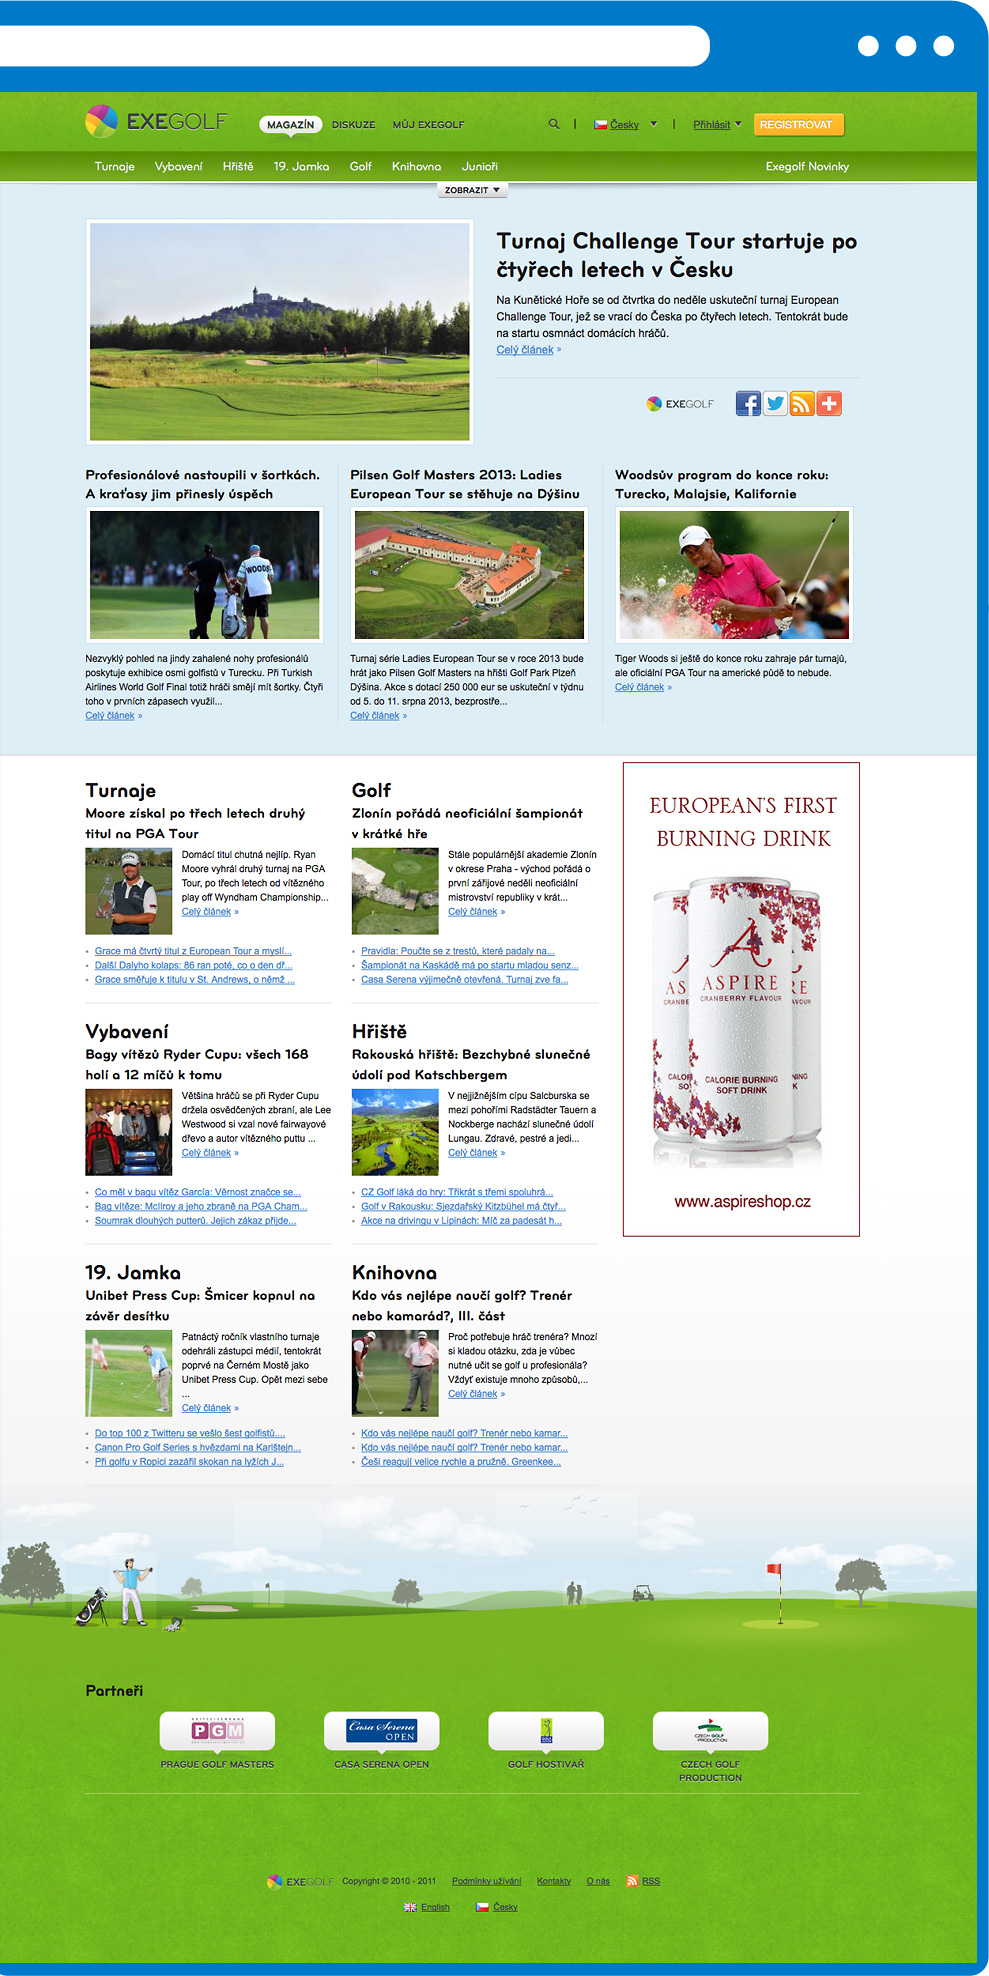 EXEGOLF
MAGAZÍN DISKUZE MŮJ EXEGOLF
Česky Přihlásit REGISTROVAT
Turnaje Vybavení Hřiště 19. Jamka Golf Knihovna Junioři Exegolf Novinky
ZOBRAZIT
Turnaj Challenge Tour startuje po
čtyřech letech v Česku
Na Kunětické Hoře se od čtvrtka do neděle uskuteční turnaj European
Challenge Tour, jež se vrací do Česka po čtyřech letech. Tentokrát bude
na startu osmnáct domácích hráčů.
Celý článek »
EXEGOLF
Profesionálové nastoupili v šortkách.
A kraťasy jim přinesly úspěch
WOODS
Nezvyklý pohled na jindy zahalené nohy profesionálů
poskytuje exhibice osmi golfistů v Turecku. Při Turkish
Airlines World Golf Final totiž hráči smějí mít šortky. Čtyři
toho v prvních zápasech využil...
Celý článek »
Pilsen Golf Masters 2013: Ladies
European Tour se stěhuje na Dýšinu
Turnaj série Ladies European Tour se v roce 2013 bude
hrát jako Pilsen Golf Masters na hřišti Golf Park Plzeň
Dýšina. Akce s dotací 250 000 eur se uskuteční v týdnu
od 5. do 11. srpna 2013, bezprostře...
Celý článek »
Woodsův program do konce roku:
Turecko, Malajsie, Kalifornie
Tiger Woods si ještě do konce roku zahraje pár turnajů,
ale oficiální PGA Tour na americké půdě to nebude.
Celý článek »
Turnaje
Moore získal po třech letech druhý
titul na PGA Tour
Domácí titul chutná nejlíp. Ryan
Moore vyhrál druhý turnaj na PGA
Tour, po třech letech od vítězného
play off Wyndham Championship...
Celý článek »
Grace má čtvrtý titul z European Tour a myslí...
Další Dalyho kolaps: 86 ran poté, co o den dř...
Grace směřuje k titulu v St. Andrews, o němž ...
Golf
Zlonín pořádá neoficiální šampionát
v krátké hře
Stále populárnější akademie Zlonín
v okrese Praha - východ pořádá o
první zářijové neděli neoficiální
mistrovství republiky v krát...
Celý článek »
Pravidla: Poučte se z trestů, které padaly na...
Šampionát na Kaskádě má po startu mladou senz...
Casa Serena výjimečně otevřená. Turnaj zve fa...
EUROPEAN'S FIRST
BURNING DRINK
A
ASPIRE
CRANBERRY FLAVOUR
CALORIE BURNING
SOFT DRINK
www.aspireshop.cz
Vybavení
Bagy vítězů Ryder Cupu: všech 168
holí a 12 míčů k tomu
Většina hráčů se při Ryder Cupu
držela osvědčených zbraní, ale Lee
Westwood si vzal nové fairwayové
dřevo a autor vítězného puttu ...
Celý článek »
Co měl v bagu vítěz García: Věrnost značce se...
Bag vítěze: McIlroy a jeho zbraně na PGA Cham...
Soumrak dlouhých putterů. Jejich zákaz přijde...
Hřiště
Rakouská hřiště: Bezchybné slunečné
údolí pod Katschbergem
V nejjižnějším cípu Salcburska se
mezi pohořími Radstädter Tauern a
Nockberge nachází slunečné údolí
Lungau. Zdravé, pestré a jedi...
Celý článek »
CZ Golf láká do hry: Třikrát s třemi spoluhrá...
Golf v Rakousku: Sjezdařský Kitzbühel má čtyř...
Akce na drivingu v Lipinách: Míč za padesát h...
19. Jamka
Unibet Press Cup: Šmicer kopnul na
závěr desítku
Patnáctý ročník vlastního turnaje
odehráli zástupci médií, tentokrát
poprvé na Černém Mostě jako
Unibet Press Cup. Opět mezi sebe
...
Celý článek »
Do top 100 z Twitteru se vešlo šest golfistů....
Canon Pro Golf Series s hvězdami na Karlštejn...
Při golfu v Ropici zazářil skokan na lyžích J...
Knihovna
Kdo vás nejlépe naučí golf? Trenér
nebo kamarád?, III. část
Proč potřebuje hráč trenéra? Mnozí
si kladou otázku, zda je vůbec
nutné učit se golf u profesionála?
Vždyť existuje mnoho způsobů,...
Celý článek »
Kdo vás nejlépe naučí golf? Trenér nebo kamar...
Kdo vás nejlépe naučí golf? Trenér nebo kamar...
Češi reagují velice rychle a pružně. Greenkee...
Partneři
PGM
Casa Serena
OPEN
CZECH GOLF
PRODUCTION
PRAGUE GOLF MASTERS
CASA SERENA OPEN
GOLF HOSTIVAŘ
CZECH GOLF
PRODUCTION
EXEGOLF Copyright © 2010 - 2011 Podmínky užívání Kontakty O nás RSS
English Česky